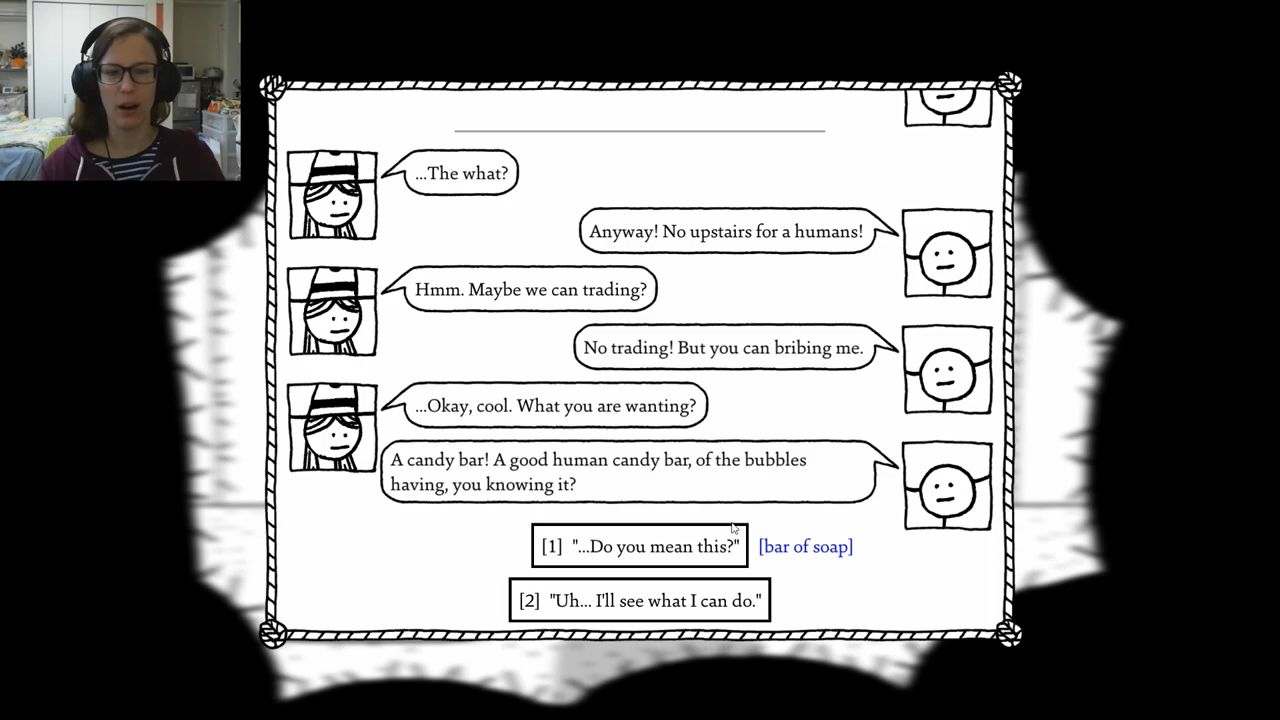 ...The what?
Anyway! No upstairs for a humans!
Hmm. Maybe we can trading?
No trading! But you can bribing me.
...Okay, cool. What you are wanting?
A candy bar! A good human candy bar, of the bubbles
having, you knowing it?
[1] "...Do you mean this?" [bar of soap]
[2] "Uh... I'll see what I can do."